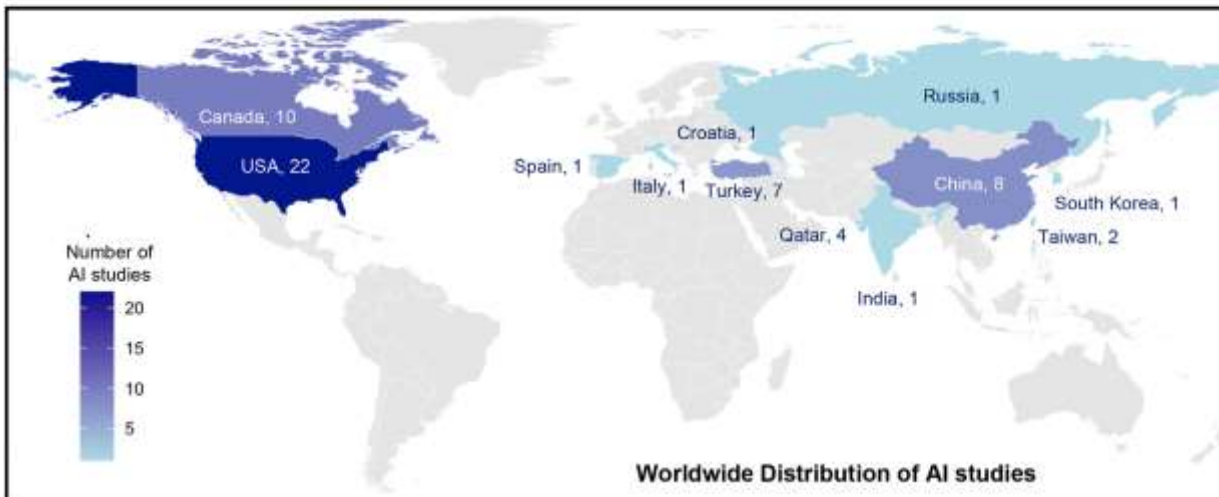 Russia, 1
Canada, 10
Croatia, 1
USA, 22
Spain, 1
Italy, 1
Turkey, 7
China, 8
South Korea, 1
Qatar, 4
Taiwan, 2
India, 1
Number of
AI studies
20
15
10
5
Worldwide Distribution of AI studies